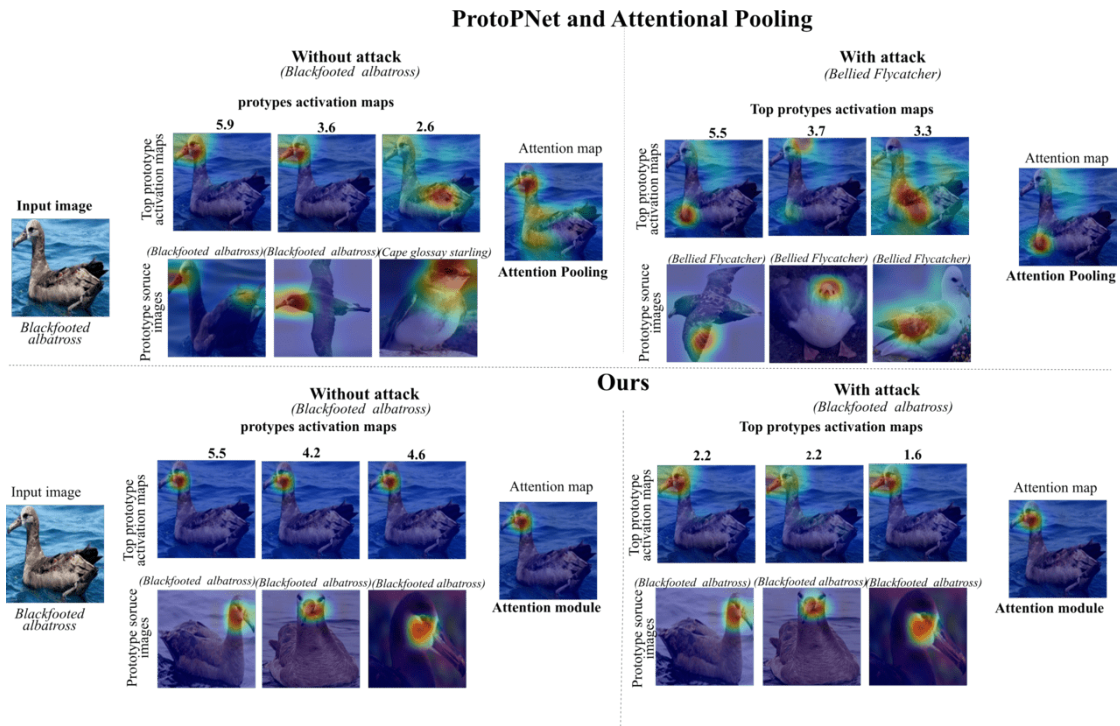 ProtoPNet and Attentional Pooling
Without attack
(Blackfooted albatross)
protypes activation maps
5.9 3.6 2.6
Top prototype
activation maps
Attention map
Input image
(Blackfooted albatross) (Blackfooted albatross) (Cape glossay starling)
Attention Pooling
Prototype soruce
images
Blackfooted
albatross
With attack
(Bellied Flycatcher)
Top protypes activation maps
5.5 3.7 3.3
Top prototype
activation maps
Attention map
(Bellied Flycatcher) (Bellied Flycatcher) (Bellied Flycatcher)
Attention Pooling
Prototype soruce
images
Ours
Without attack
(Blackfooted albatross)
protypes activation maps
5.5 4.2 4.6
Top prototype
activation maps
Input image
Attention map
(Blackfooted albatross) (Blackfooted albatross) (Blackfooted albatross)
Attention module
Prototype soruce
images
Blackfooted
albatross
With attack
(Blackfooted albatross)
Top protypes activation maps
2.2 2.2 1.6
Top prototype
activation maps
Attention map
(Blackfooted albatross) (Blackfooted albatross) (Blackfooted albatross)
Attention module
Prototype soruce
images